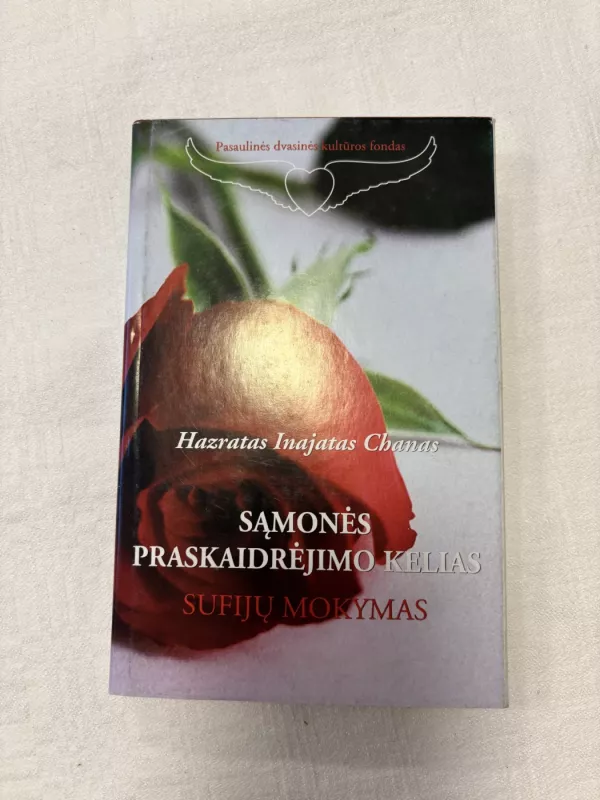 Pasaulinės dvasinės kultūros fondas
Hazratas Inajatas Chanas
SĄMONĖS
PRASKAIDRĖJIMO KELIAS
SUFIJŲ MOKYMAS